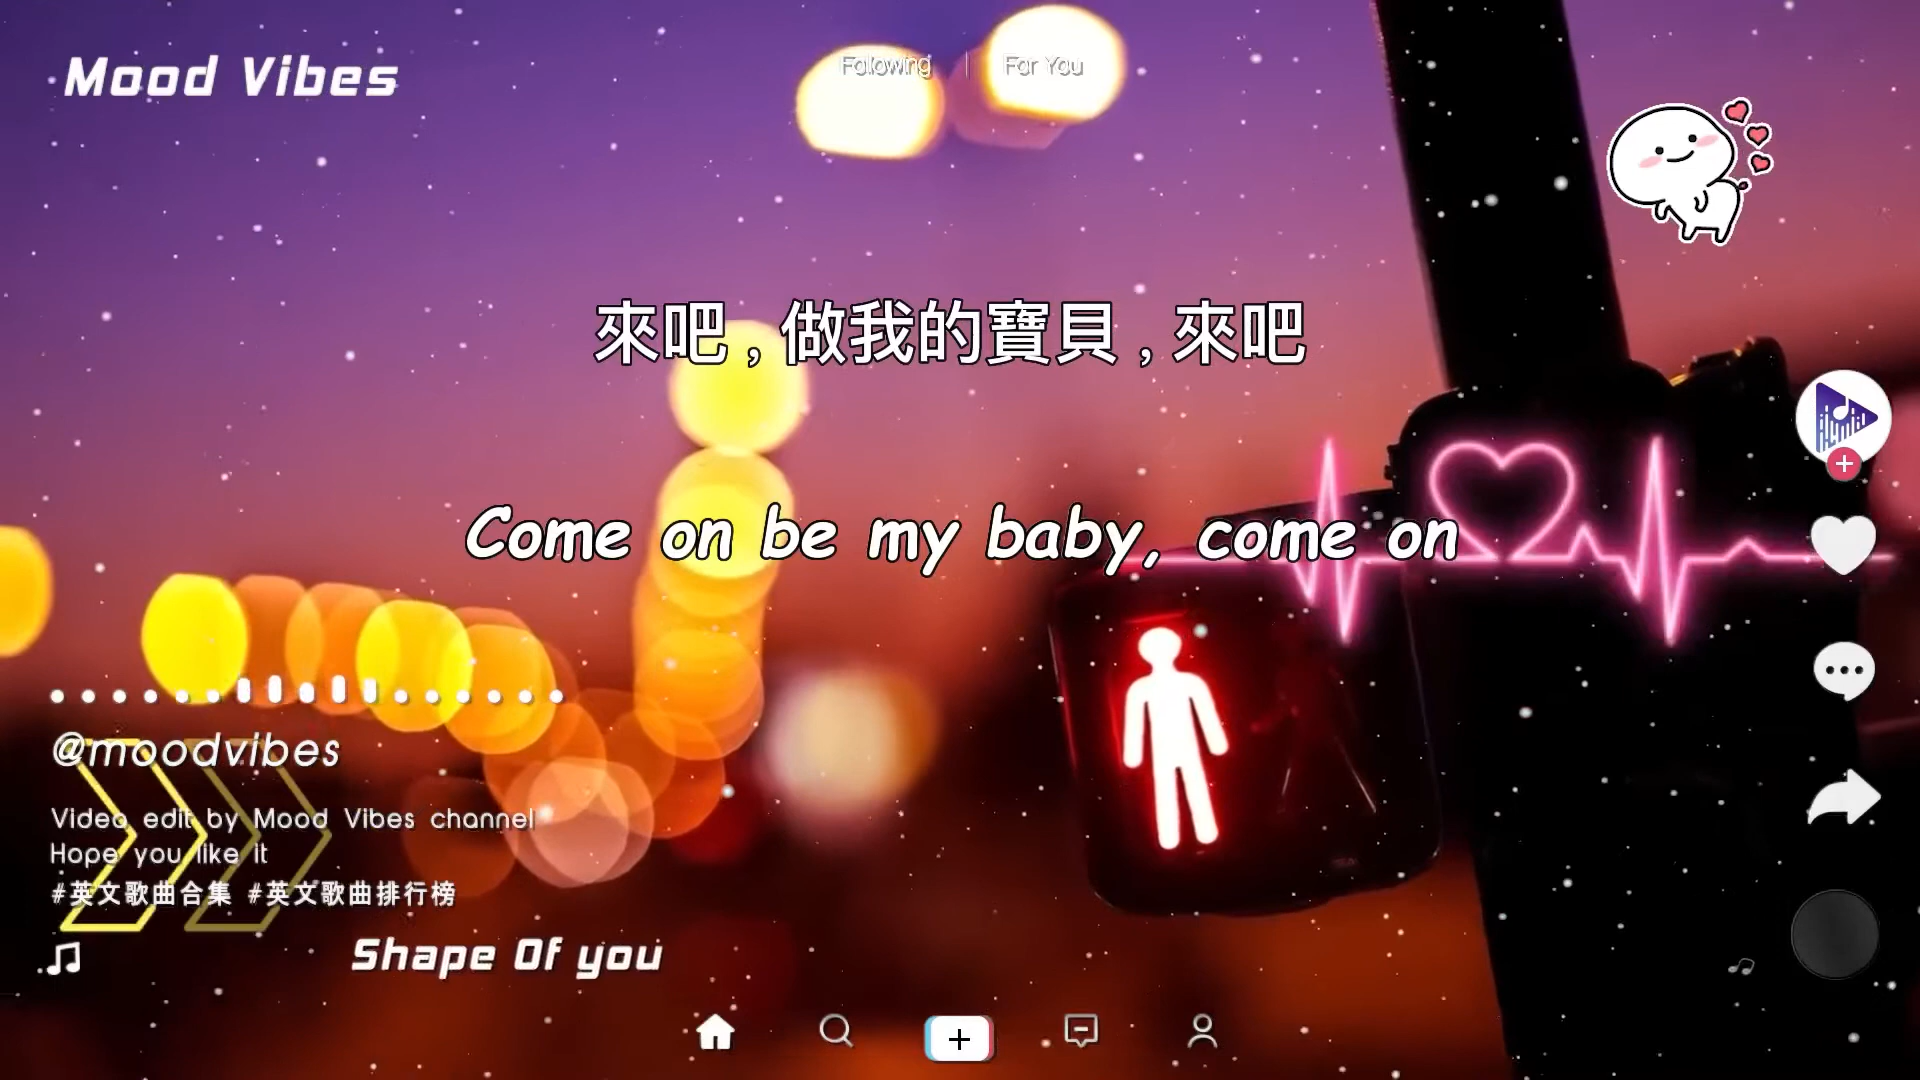 Mood Vibes
Following | For You
來吧 , 做我的寶貝 , 來吧
Come on be my baby, come on
@moodvibes
Video edit by Mood Vibes channel
Hope you like it
#英文歌曲合集 #英文歌曲排行榜
Shape Of you